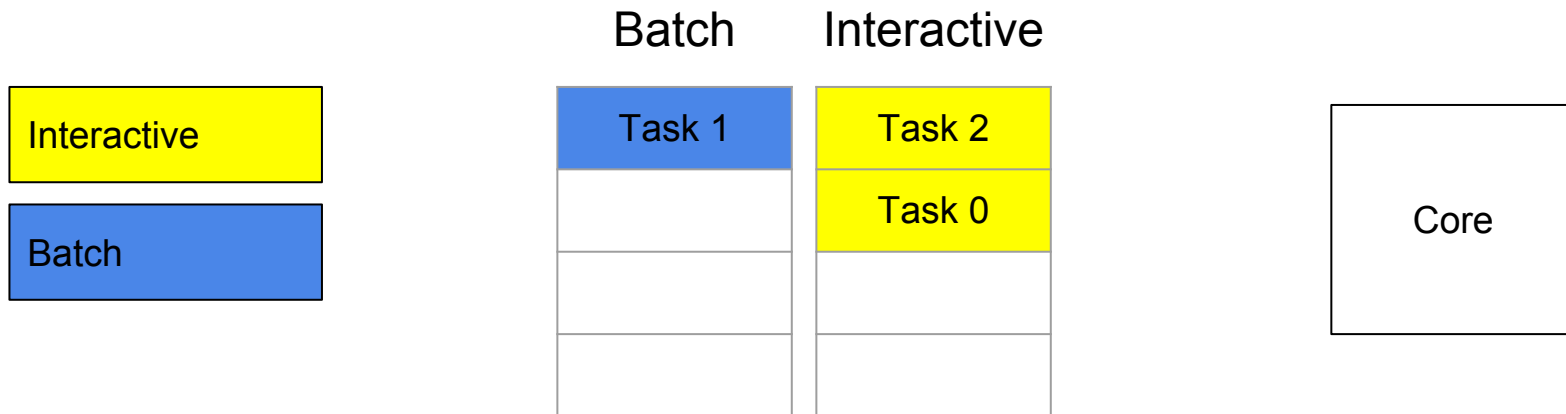 Batch Interactive
Interactive
Batch
Task 1 Task 2
Task 0
Core